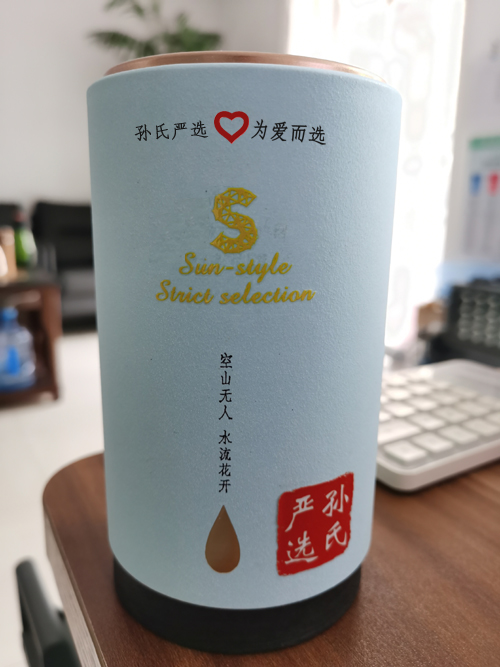 孙氏严选 为爱而选
S
Sun-style
Strict selection
空山无人 水流花开
孙氏
严选